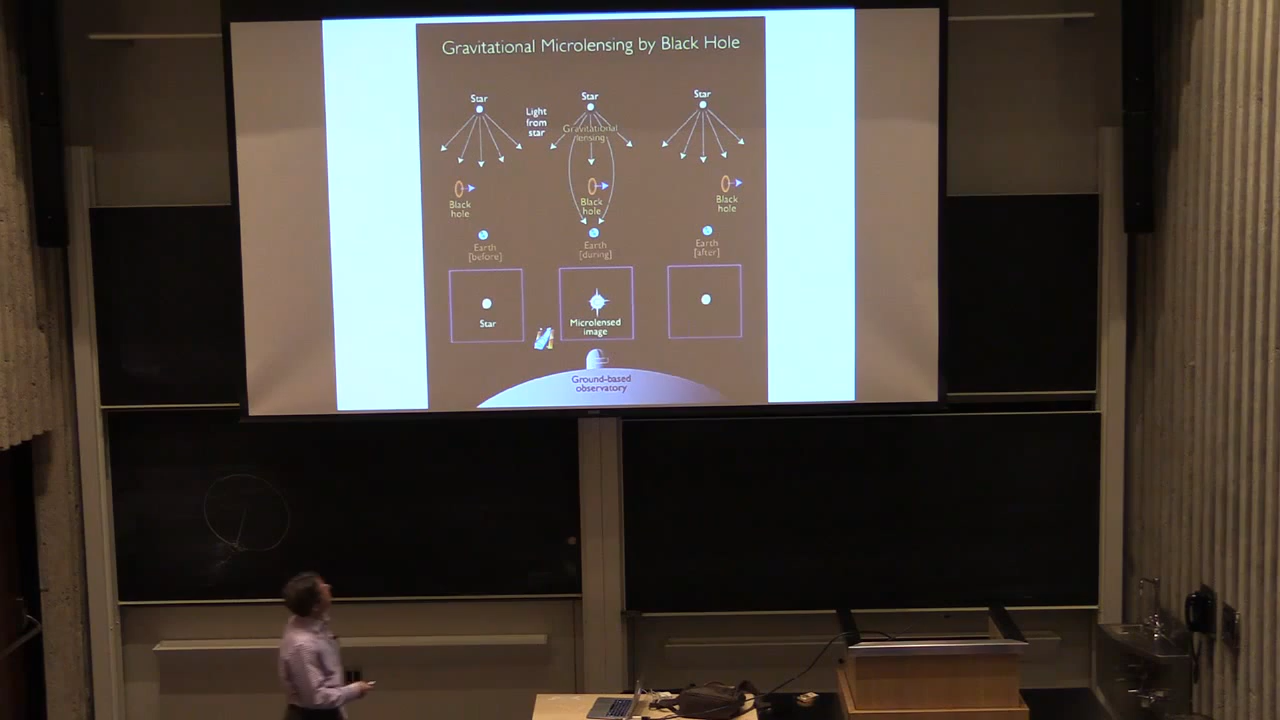 Gravitational Microlensing by Black Hole
Star
Star
Star
Light
from
star
Gravitational
lensing
Black
hole
Black
hole
Black
hole
Earth
[before]
Earth
[during]
Earth
[after]
Star
Microlensed
image
Ground-based
observatory